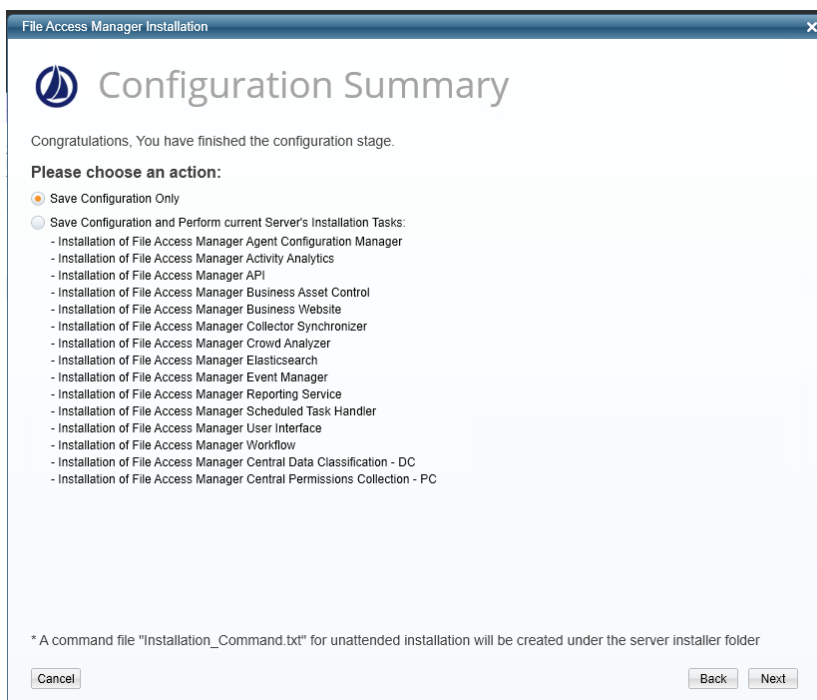 File Access Manager Installation
Configuration Summary
Congratulations, You have finished the configuration stage.
Please choose an action:
Save Configuration Only
Save Configuration and Perform current Server's Installation Tasks:
- Installation of File Access Manager Agent Configuration Manager
- Installation of File Access Manager Activity Analytics
- Installation of File Access Manager API
- Installation of File Access Manager Business Asset Control
- Installation of File Access Manager Business Website
- Installation of File Access Manager Collector Synchronizer
- Installation of File Access Manager Crowd Analyzer
- Installation of File Access Manager Elasticsearch
- Installation of File Access Manager Event Manager
- Installation of File Access Manager Reporting Service
- Installation of File Access Manager Scheduled Task Handler
- Installation of File Access Manager User Interface
- Installation of File Access Manager Workflow
- Installation of File Access Manager Central Data Classification - DC
- Installation of File Access Manager Central Permissions Collection - PC
* A command file "Installation_Command.txt" for unattended installation will be created under the server installer folder
Cancel Back Next